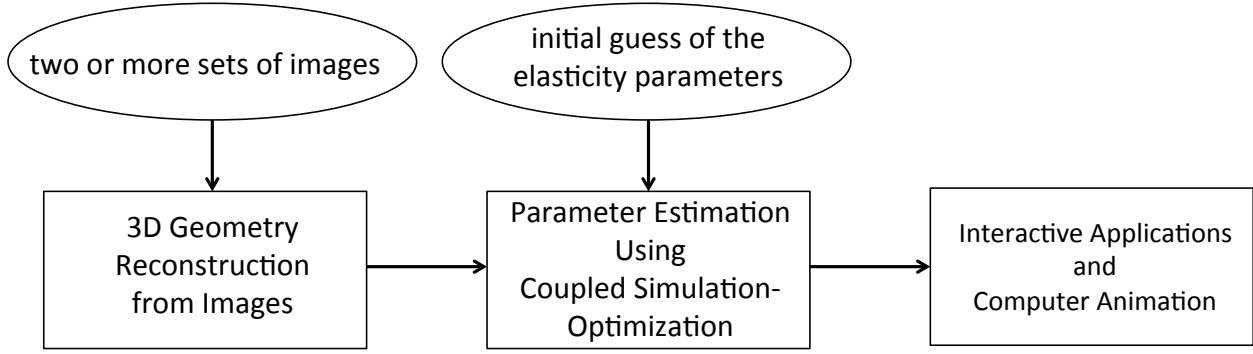 two or more sets of images
initial guess of the
elasticity parameters
3D Geometry
Reconstruction
from Images
Parameter Estimation
Using
Coupled Simulation-
Optimization
Interactive Applications
and
Computer Animation